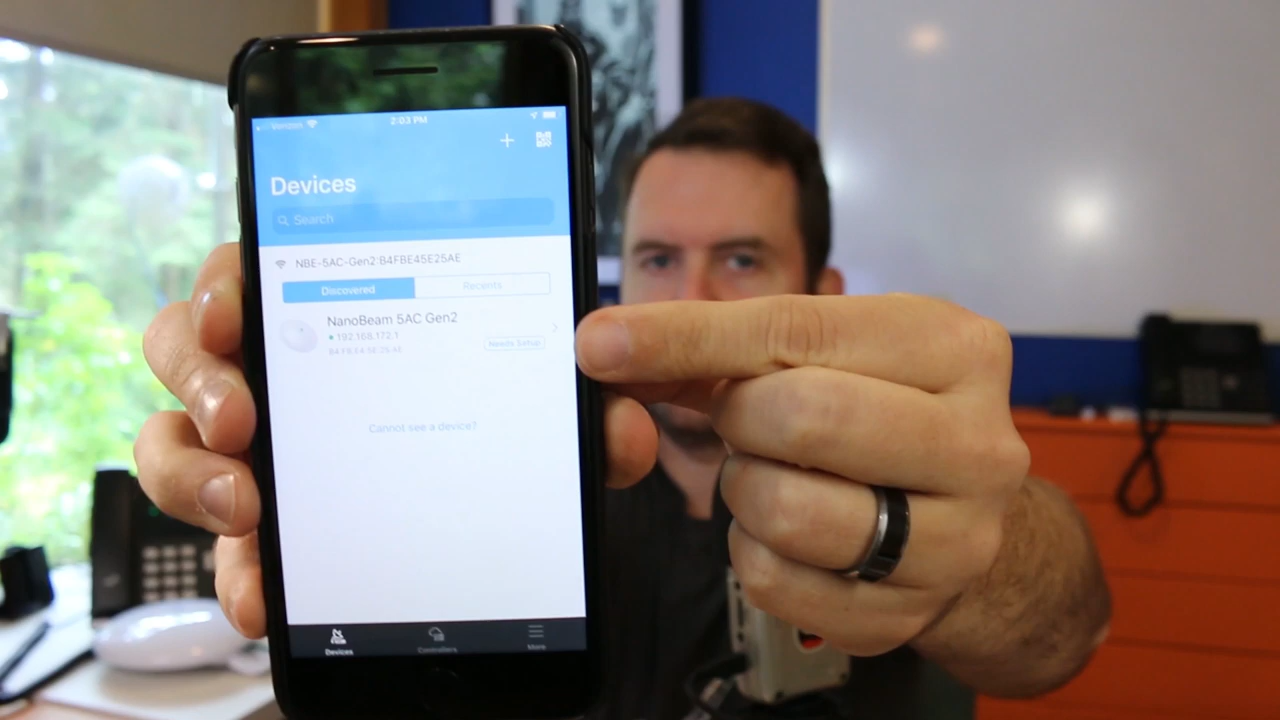 Verizon
2:03 PM
Devices
Search
NBE-5AC-Gen2:B4FBE45E25AE
Discovered
Recents
NanoBeam 5AC Gen2
192.168.172.1
Needs Setup
Cannot see a device?
Devices
Controllers
More